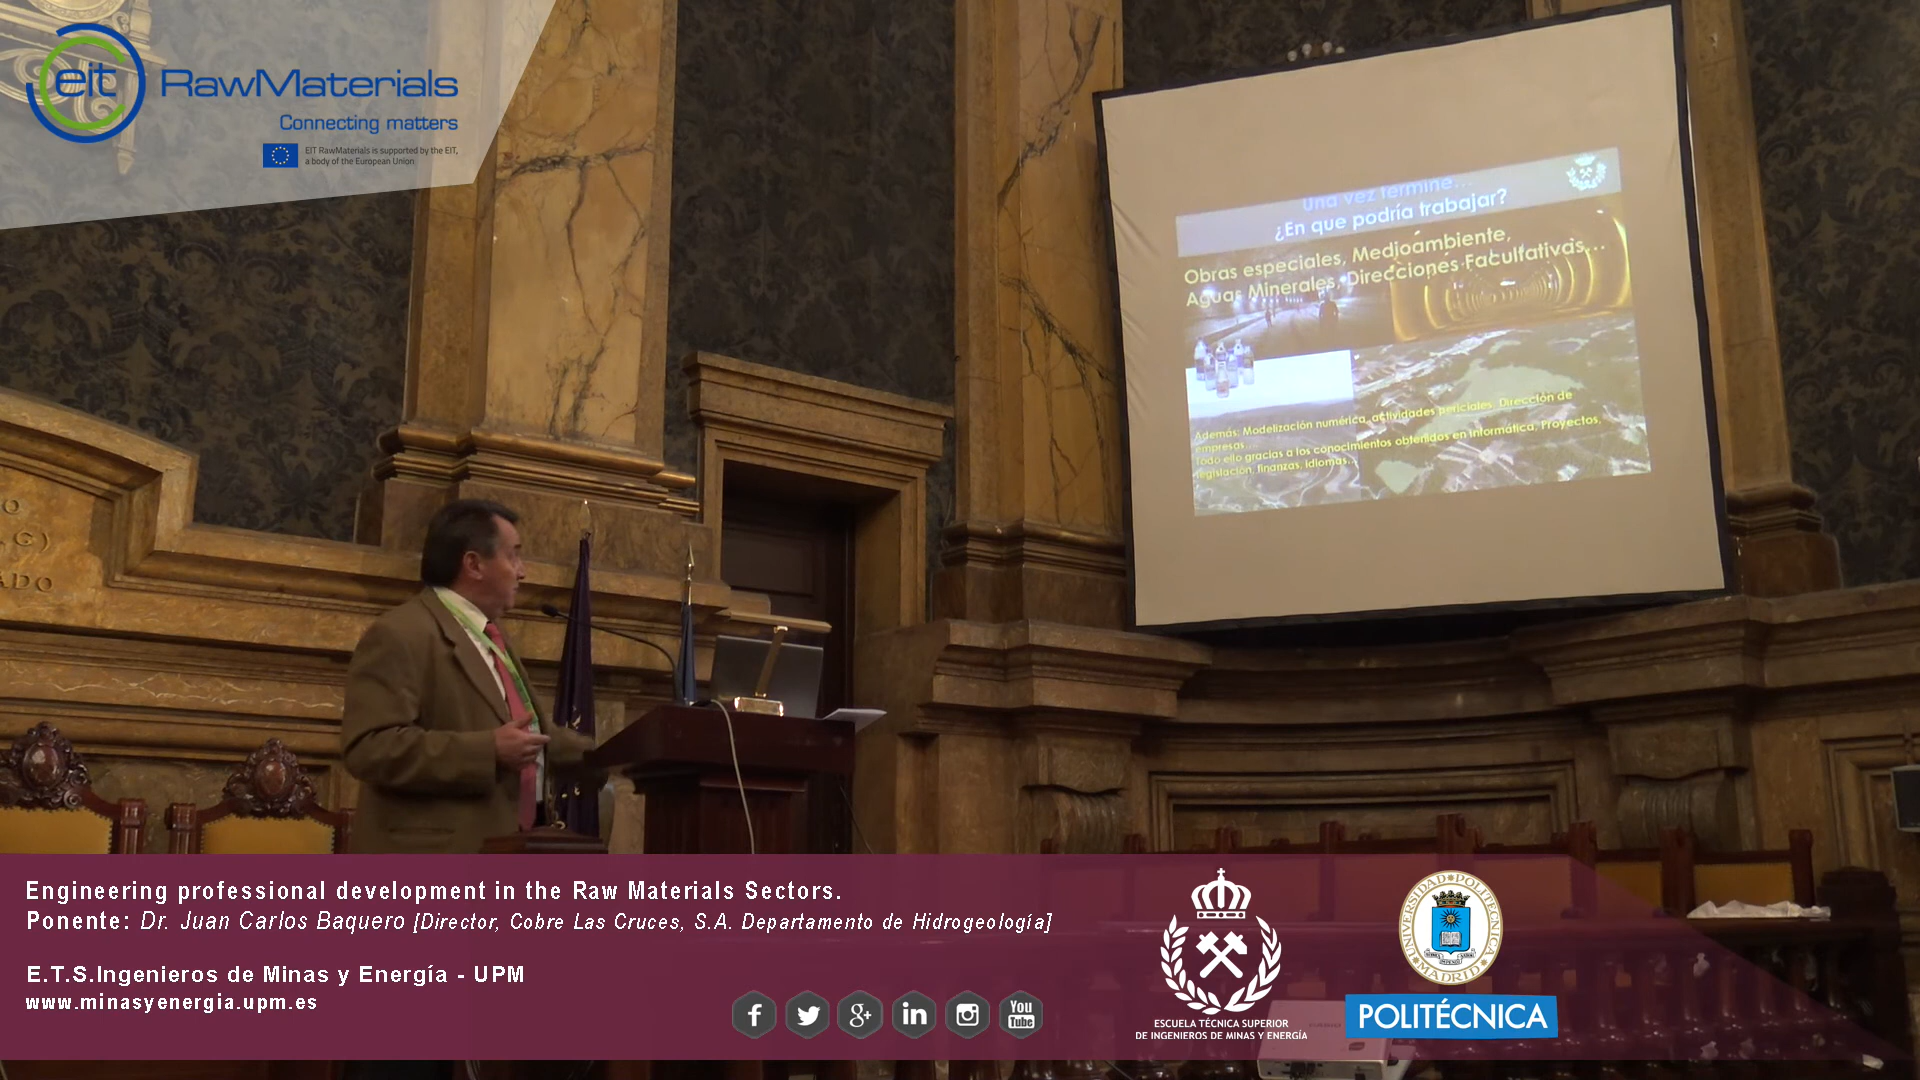 eit RawMaterials
Connecting matters
EIT RawMaterials is supported by the EIT,
a body of the European Union
Una vez termine...
¿En que podría trabajar?
Obras especiales, Medioambiente,
Aguas Minerales, Direcciones Facultativas...
Además: Modelización numérica, actividades periciales, Dirección de
empresas...
Todo ello gracias a los conocimientos obtenidos en informática, Proyectos,
legislación, finanzas, idiomas...
O
G)
ADO
Engineering professional development in the Raw Materials Sectors.
Ponente: Dr. Juan Carlos Baquero [Director, Cobre Las Cruces, S.A. Departamento de Hidrogeología]
E.T.S.Ingenieros de Minas y Energía - UPM
www.minasyenergia.upm.es
f
g+
in
You
Tube
ESCUELA TÉCNICA SUPERIOR
DE INGENIEROS DE MINAS Y ENERGÍA
UNIVERSIDAD POLITECNICA
MADRID
POLITÉCNICA